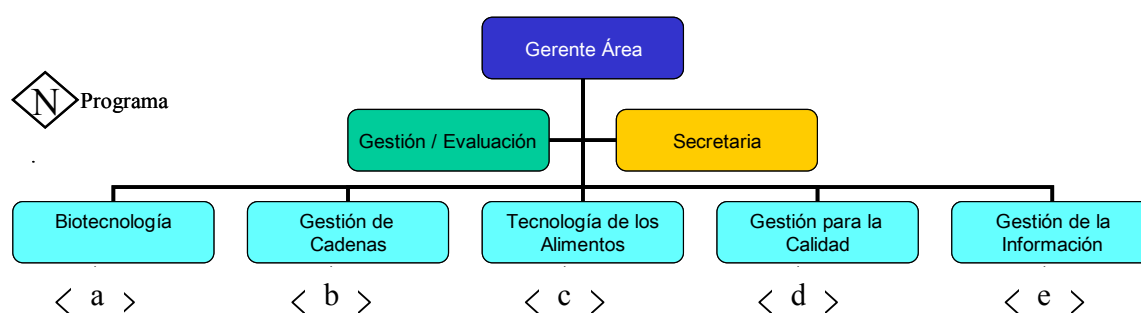 Gerente Área
N Programa
Gestión / Evaluación
Secretaria
.
Biotecnología
Gestión de
Cadenas
Tecnología de los
Alimentos
Gestión para la
Calidad
Gestión de la
Información
a
b
c
d
e